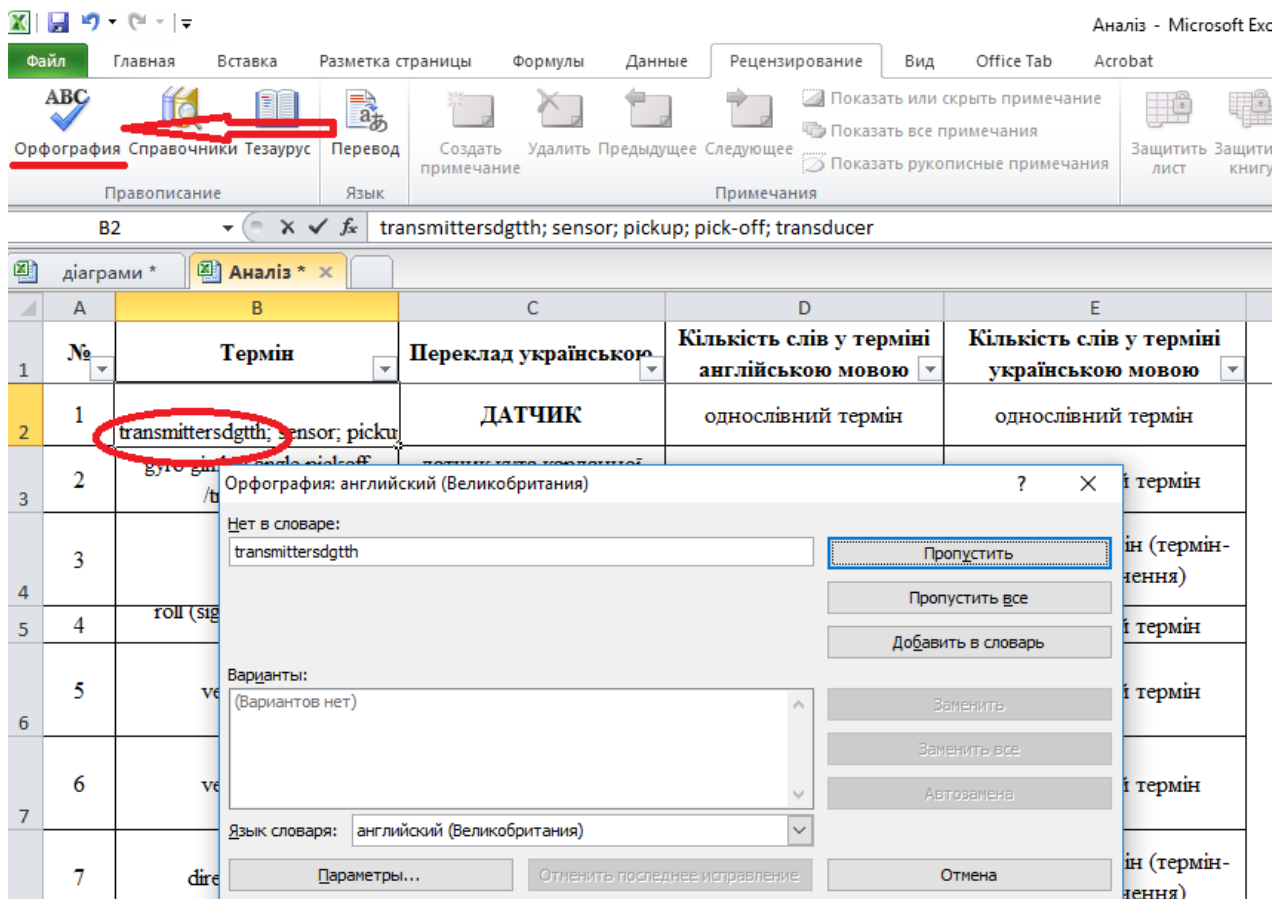 Аналіз - Microsoft Exc
Файл Главная Вставка Разметка страницы Формулы Данные Рецензирование Вид Office Tab Acrobat
ABC
Орфография Справочники Тезаурус Перевод Создать примечание Удалить Предыдущее Следующее
Показать или скрыть примечание
Показать все примечания
Показать рукописные примечания
Защитить лист Защити книгу
Правописание Язык Примечания
B2 fx transmittersdgtth; sensor; pickup; pick-off; transducer
діаграми * Аналіз *
A B C D E
1 № Термін Переклад українською Кількість слів у терміні англійською мовою Кількість слів у терміні українською мовою
2 1 transmittersdgtth; sensor; picku ДАТЧИК однослівний термін однослівний термін
3 2
й термін
4 3
ін (термін-
нення)
5 4 roll (sig й термін
6 5 ve й термін
7 6 ve й термін
7 dire ін (термін-
нення)
Орфография: английский (Великобритания) ?
Нет в словаре:
transmittersdgtth
Пропустить
Пропустить все
Добавить в словарь
Варианты:
(Вариантов нет)
Заменить
Заменить все
Автозамена
Язык словаря: английский (Великобритания)
Параметры... Отменить последнее исправление Отмена